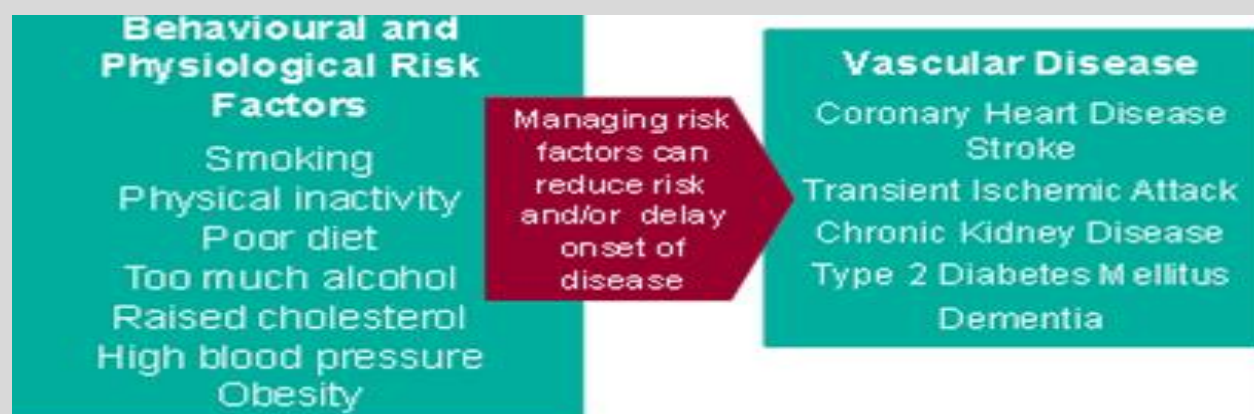 Behavioural and
Physiological Risk
Factors
Smoking
Physical inactivity
Poor diet
Too much alcohol
Raised cholesterol
High blood pressure
Obesity
Managing risk
factors can
reduce risk
and/or delay
onset of
disease
Vascular Disease
Coronary Heart Disease
Stroke
Transient Ischemic Attack
Chronic Kidney Disease
Type 2 Diabetes Mellitus
Dementia